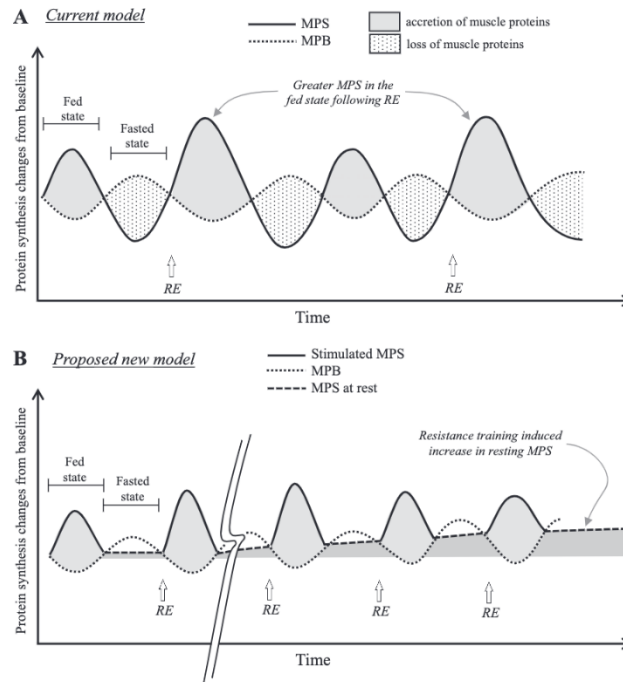 A Current model
MPS
MPB
accretion of muscle proteins
loss of muscle proteins
Protein synthesis changes from baseline
Fed
state
Fasted
state
Greater MPS in the
fed state following RE
RE
RE
Time
B Proposed new model
Stimulated MPS
MPB
MPS at rest
Protein synthesis changes from baseline
Fed
state
Fasted
state
Resistance training induced
increase in resting MPS
RE
RE
RE
RE
Time